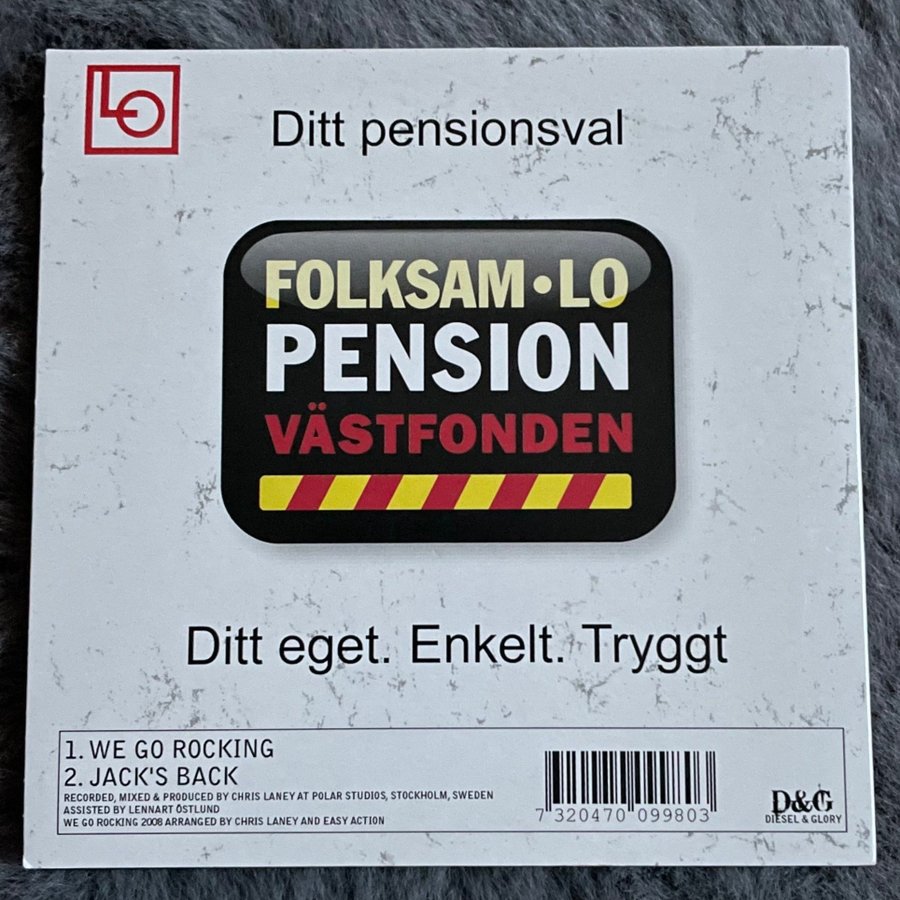 LO
Ditt pensionsval
FOLKSAM•LO
PENSION
VÄSTFONDEN
Ditt eget. Enkelt. Tryggt
1. WE GO ROCKING
2. JACK'S BACK
RECORDED, MIXED & PRODUCED BY CHRIS LANEY AT POLAR STUDIOS, STOCKHOLM, SWEDEN
ASSISTED BY LENNART ÖSTLUND
WE GO ROCKING 2008 ARRANGED BY CHRIS LANEY AND EASY ACTION
7 320470 099803
D&G
DIESEL & GLORY